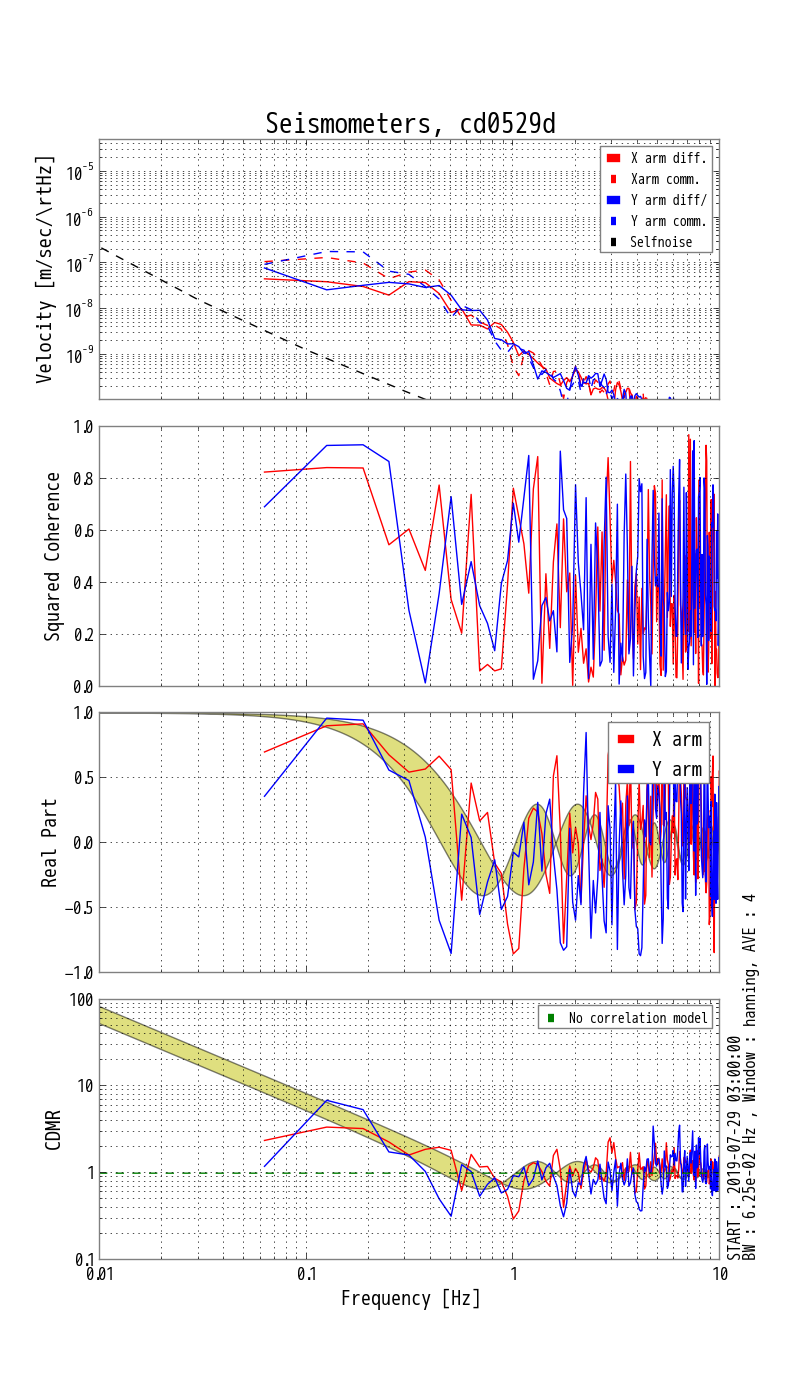 Seismometers, cd0529d
Velocity [m/sec/\rtHz]
10^-5
10^-6
10^-7
10^-8
10^-9
X arm diff.
Xarm comm.
Y arm diff/
Y arm comm.
Selfnoise
Squared Coherence
1.0
0.8
0.6
0.4
0.2
0.0
Real Part
1.0
0.5
0.0
−0.5
−1.0
X arm
Y arm
CDMR
100
10
1
0.1
No correlation model
0.01
0.1
1
10
Frequency [Hz]
START : 2019-07-29 03:00:00
BW : 6.25e-02 Hz , Window : hanning, AVE : 4